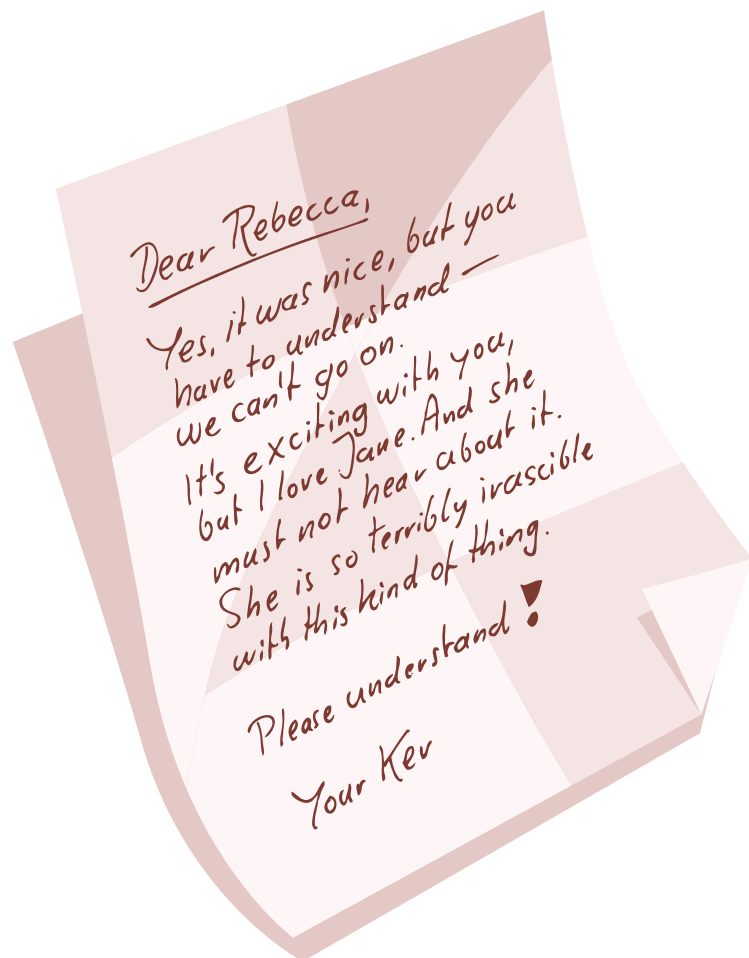 Dear Rebecca,
Yes, it was nice, but you
have to understand —
we can't go on.
It's exciting with you,
but I love Jane. And she
must not hear about it.
She is so terribly irascible
with this kind of thing.
Please understand!
Your Kev